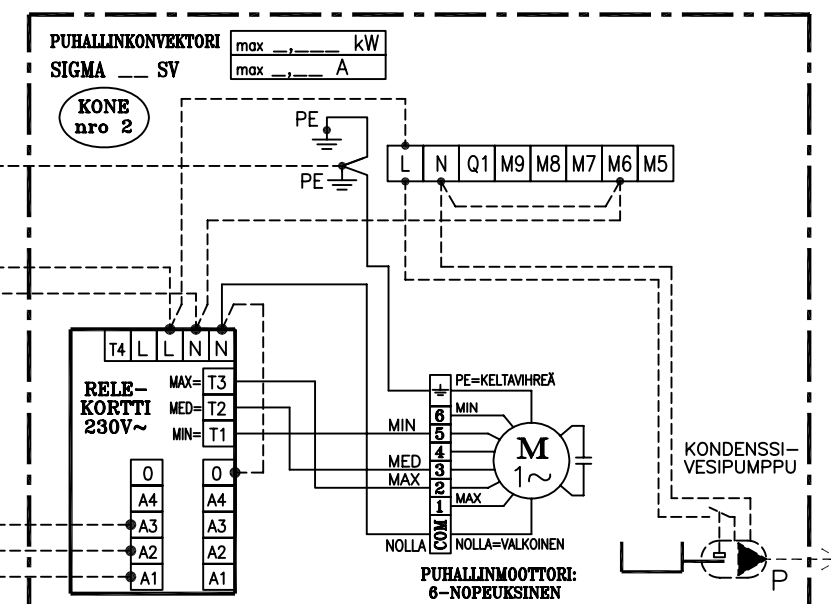 PUHALLINKONVEKTORI
max _,___ kW
SIGMA __ SV
max _,__ A
KONE
nro 2
PE
PE
L N Q1 M9 M8 M7 M6 M5
T4 L L N N
RELE-
KORTTI
230V~
MAX= T3
MED= T2
MIN= T1
0 0
A4 A4
A3 A3
A2 A2
A1 A1
MIN
MED
MAX
NOLLA
PE=KELTAVIHREÄ
6 MIN
5
4
3
2
1 MAX
COM
NOLLA=VALKOINEN
M
1~
PUHALLINMOOTTORI:
6-NOPEUKSINEN
KONDENSSI-
VESIPUMPPU
P